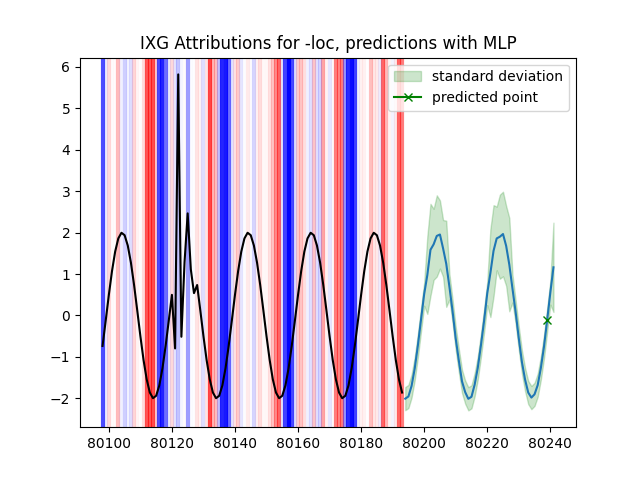 IXG Attributions for -loc, predictions with MLP
standard deviation
predicted point
6
5
4
3
2
1
0
−1
−2
80100 80120 80140 80160 80180 80200 80220 80240